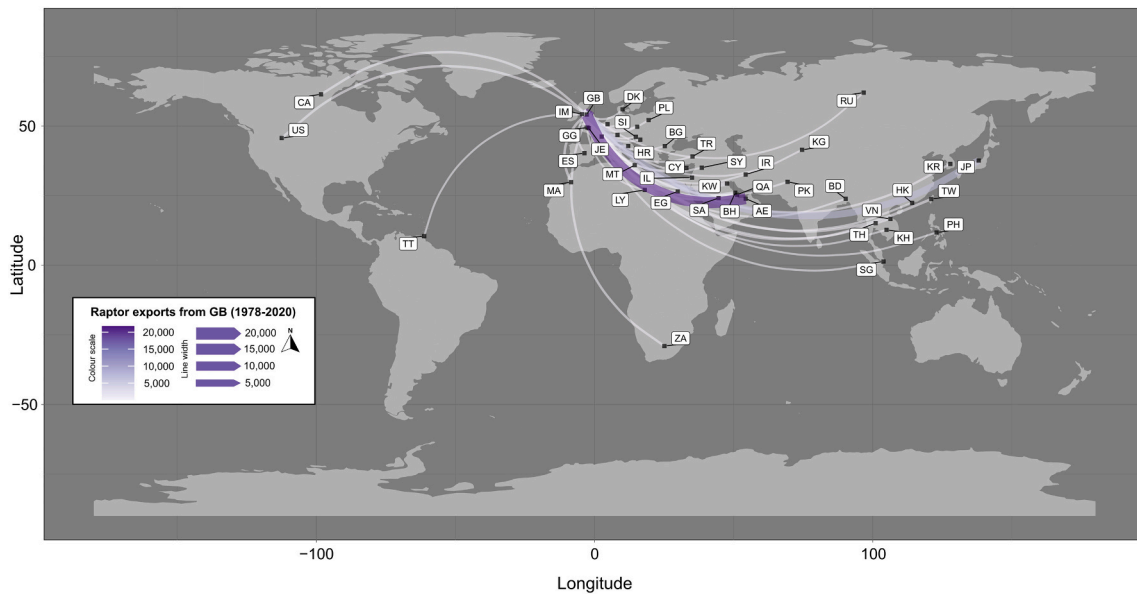 CA
US
IM
GB
DK
PL
GG
SI
BG
RU
JE
HR
TR
KG
ES
MT
CY
SY
IR
KR
JP
MA
IL
KW
QA
PK
BD
HK
TW
LY
EG
SA
BH
AE
VN
TH
KH
PH
TT
SG
ZA
50
0
−50
Latitude
Raptor exports from GB (1978-2020)
Colour scale
20,000
15,000
10,000
5,000
Line width
20,000
15,000
10,000
5,000
N
−100
0
100
Longitude